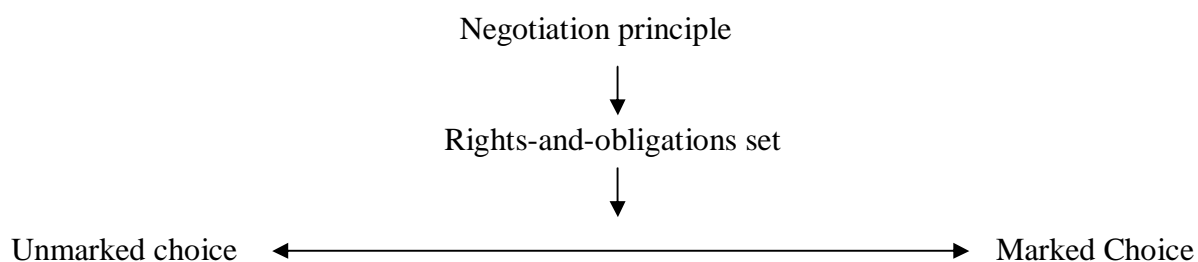 Negotiation principle
Rights-and-obligations set
Unmarked choice Marked Choice